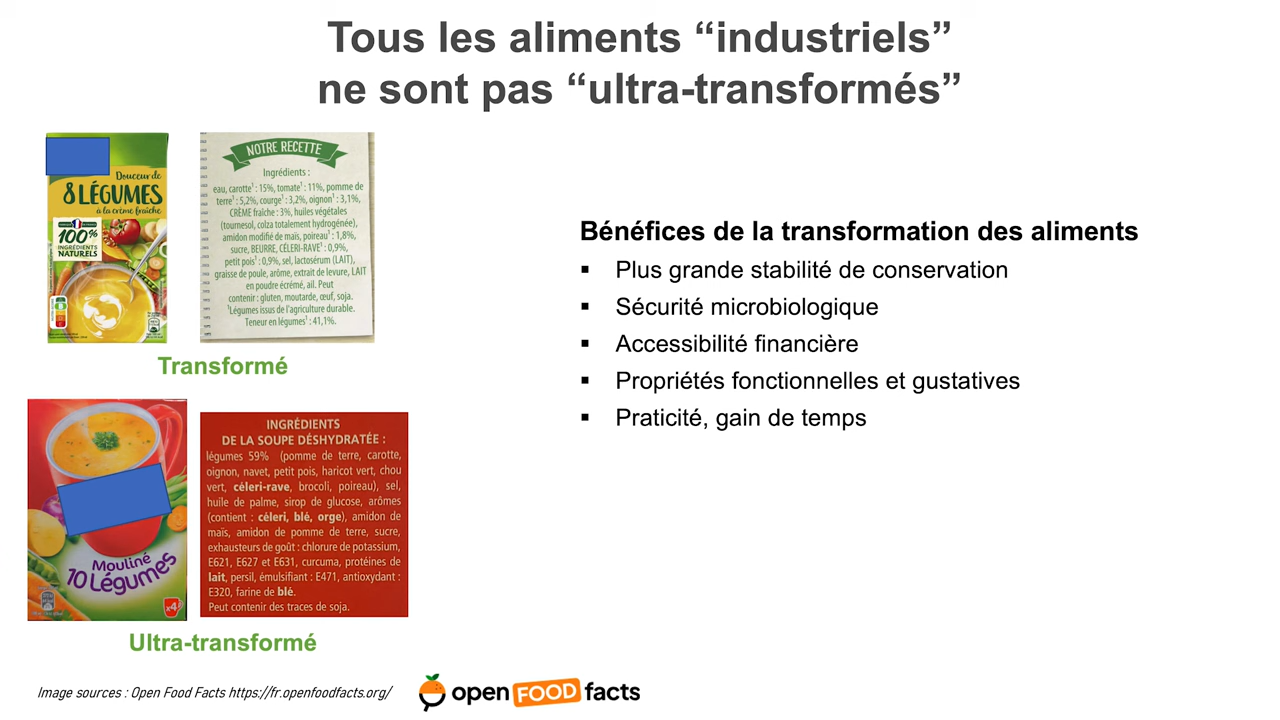 Tous les aliments “industriels”
ne sont pas “ultra-transformés”
Douceur de
8 LÉGUMES
à la crème fraîche
100%
INGRÉDIENTS
NATURELS
NOTRE RECETTE
Ingrédients :
eau, carotte¹ : 15%, tomate¹ : 11%, pomme de
terre¹ : 5,2%, courge¹ : 3,2%, oignon¹ : 3,1%,
CRÈME fraîche : 3%, huiles végétales
(tournesol, colza totalement hydrogénée),
amidon modifié de maïs, poireau¹ : 1,8%,
sucre, BEURRE, CÉLERI-RAVE¹ : 0,9%,
petit pois¹ : 0,9%, sel, lactosérum (LAIT),
graisse de poule, arôme, extrait de levure, LAIT
en poudre écrémé, ail. Peut
contenir : gluten, moutarde, œuf, soja.
¹Légumes issus de l'agriculture durable.
Teneur en légumes¹ : 41,1%.
Transformé
Mouliné
10 Légumes
x4
INGRÉDIENTS
DE LA SOUPE DÉSHYDRATÉE :
légumes 59% (pomme de terre, carotte,
oignon, navet, petit pois, haricot vert, chou
vert, céleri-rave, brocoli, poireau), sel,
huile de palme, sirop de glucose, arômes
(contient : céleri, blé, orge), amidon de
maïs, amidon de pomme de terre, sucre,
exhausteurs de goût : chlorure de potassium,
E621, E627 et E631, curcuma, protéines de
lait, persil, émulsifiant : E471, antioxydant :
E320, farine de blé.
Peut contenir des traces de soja.
Ultra-transformé
Bénéfices de la transformation des aliments
▪ Plus grande stabilité de conservation
▪ Sécurité microbiologique
▪ Accessibilité financière
▪ Propriétés fonctionnelles et gustatives
▪ Praticité, gain de temps
Image sources : Open Food Facts https://fr.openfoodfacts.org/
open FOOD facts